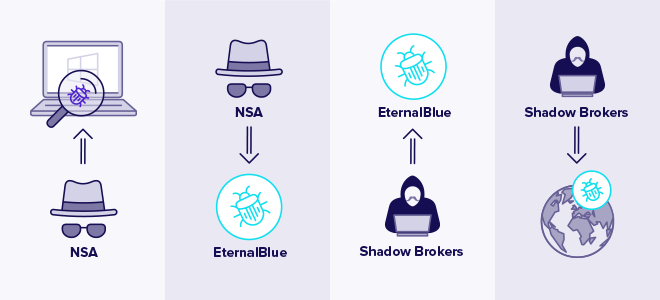 NSA
NSA
EternalBlue
EternalBlue
Shadow Brokers
Shadow Brokers